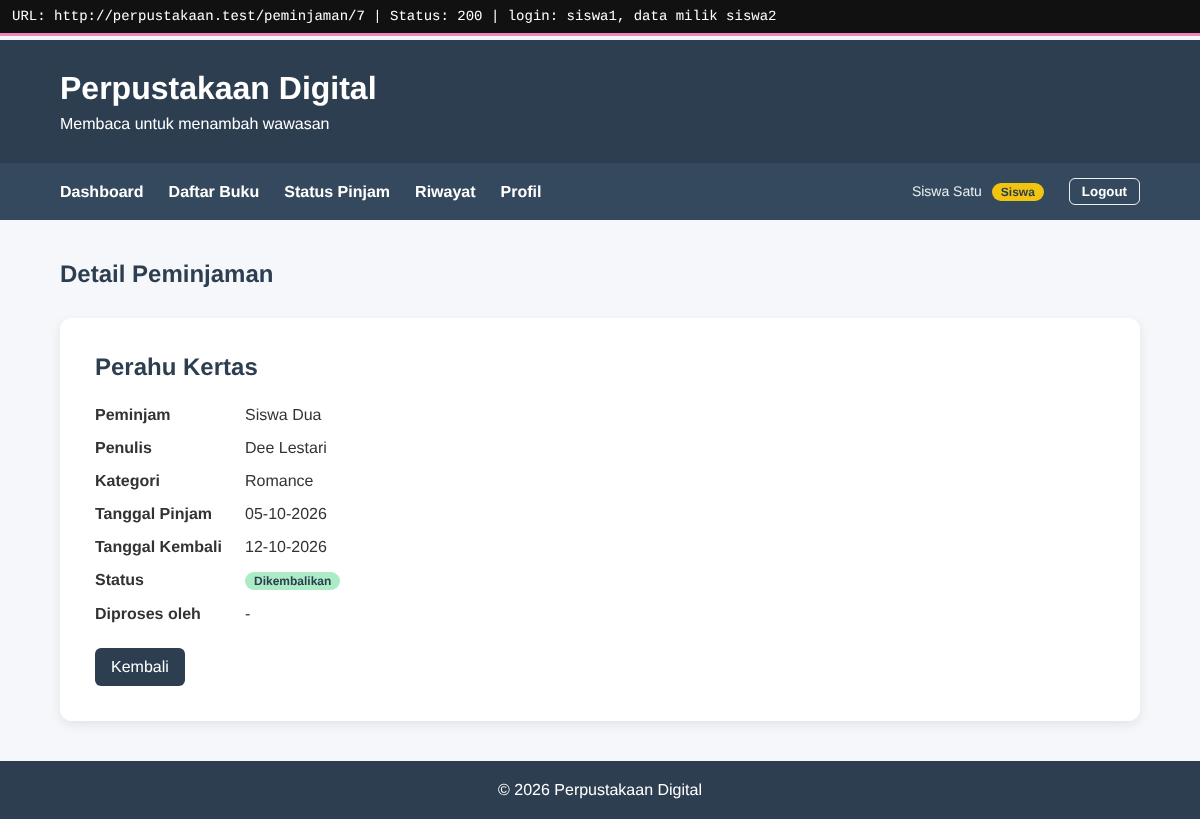 URL: http://perpustakaan.test/peminjaman/7 | Status: 200 | login: siswa1, data milik siswa2
Perpustakaan Digital
Membaca untuk menambah wawasan
Dashboard Daftar Buku Status Pinjam Riwayat Profil Siswa Satu Siswa Logout
Detail Peminjaman
Perahu Kertas
Peminjam Siswa Dua
Penulis Dee Lestari
Kategori Romance
Tanggal Pinjam 05-10-2026
Tanggal Kembali 12-10-2026
Status Dikembalikan
Diproses oleh -
Kembali
© 2026 Perpustakaan Digital